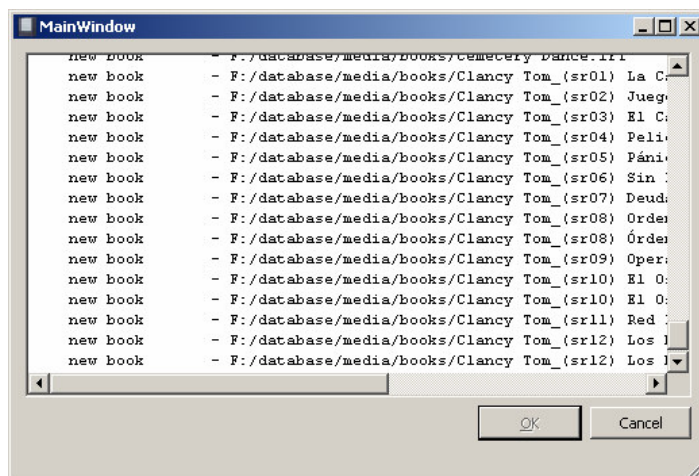 MainWindow
new book - F:/database/media/books/Cemetery Dance.lrf
new book - F:/database/media/books/Clancy Tom_(sr01) La Ca
new book - F:/database/media/books/Clancy Tom_(sr02) Jueg
new book - F:/database/media/books/Clancy Tom_(sr03) El Ca
new book - F:/database/media/books/Clancy Tom_(sr04) Peli
new book - F:/database/media/books/Clancy Tom_(sr05) Páni
new book - F:/database/media/books/Clancy Tom_(sr06) Sin
new book - F:/database/media/books/Clancy Tom_(sr07) Deuda
new book - F:/database/media/books/Clancy Tom_(sr08) Orde
new book - F:/database/media/books/Clancy Tom_(sr08) Órde
new book - F:/database/media/books/Clancy Tom_(sr09) Opera
new book - F:/database/media/books/Clancy Tom_(sr10) El O
new book - F:/database/media/books/Clancy Tom_(sr10) El O
new book - F:/database/media/books/Clancy Tom_(sr11) Red
new book - F:/database/media/books/Clancy Tom_(sr12) Los
new book - F:/database/media/books/Clancy Tom_(sr12) Los
OK Cancel